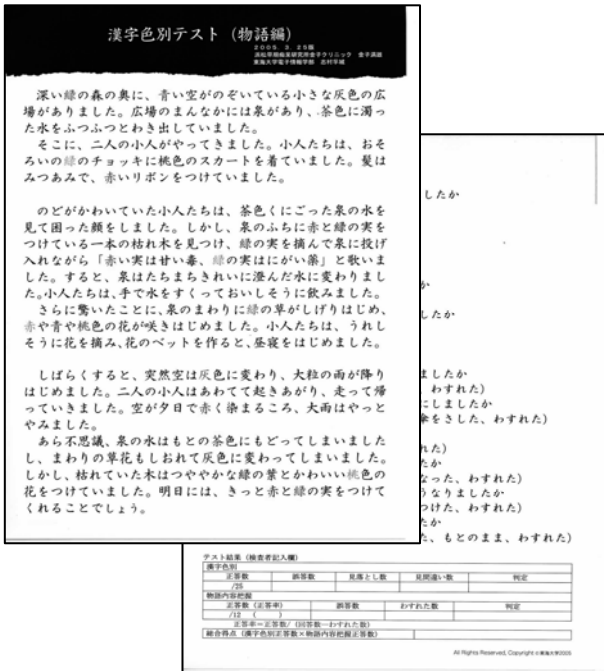 漢字色別テスト（物語編）
２００５．３．２５版
浜松早期痴呆研究所金子クリニック　金子満雄
東海大学電子情報学部　志村孚城
深い緑の森の奥に、青い空がのぞいている小さな灰色の広
場がありました。広場のまんなかには泉があり、茶色に濁っ
た水をふつふつとわき出していました。
そこに、二人の小人がやってきました。小人たちは、おそ
ろいの緑のチョッキに桃色のスカートを着ていました。髪は
みつあみで、赤いリボンをつけていました。
のどがかわいていた小人たちは、茶色くにごった泉の水を
見て困った顔をしました。しかし、泉のふちに赤と緑の実を
つけている一本の枯れ木を見つけ、緑の実を摘んで泉に投げ
入れながら「赤い実は甘い毒、緑の実はにがい薬」と歌いま
した。すると、泉はたちまちきれいに澄んだ水に変わりまし
た。小人たちは、手で水をすくっておいしそうに飲みました。
さらに驚いたことに、泉のまわりに緑の草がしげりはじめ、
赤や青や桃色の花が咲きはじめました。小人たちは、うれし
そうに花を摘み、花のベットを作ると、昼寝をはじめました。
しばらくすると、突然空は灰色に変わり、大粒の雨が降り
はじめました。二人の小人はあわてて起きあがり、走って帰
っていきました。空が夕日で赤く染まるころ、大雨はやっと
やみました。
あら不思議、泉の水はもとの茶色にもどってしまいました
し、まわりの草花もしおれて灰色に変わってしまいました。
しかし、枯れていた木はつややかな緑の葉とかわいい桃色の
花をつけていました。明日には、きっと赤と緑の実をつけて
くれることでしょう。
したか
か
したか
ましたか
、わすれた）
にしましたか
傘をさした、わすれた）
れた）
たか
なった、わすれた）
うなりましたか
つけた、わすれた）
たか
た、もとのまま、わすれた）
テスト結果（検査者記入欄）
漢字色別
正答数　誤答数　見落とし数　見間違い数　判定
/25
物語内容把握
正答数（正答率）　誤答数　わすれた数　判定
/12　（　　）
正答率＝正答数/（回答数ーわすれた数）
総合得点（漢字色別正答数×物語内容把握正答数）
All Rights Reserved, Copyright © 東海大学2005